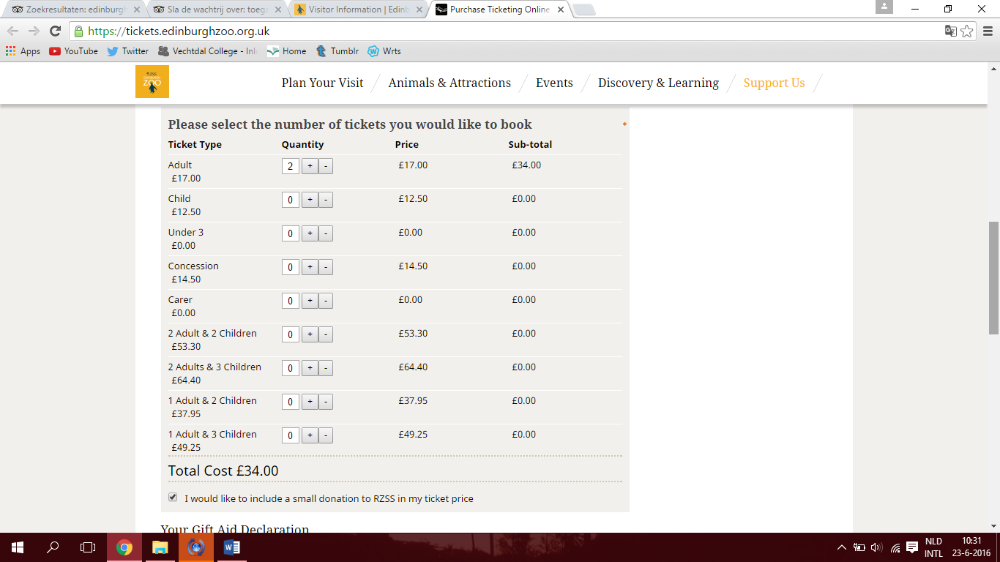 Zoekresultaten: edinburgh
Sla de wachtrij over: toega
Visitor Information | Edinb
Purchase Ticketing Online
https://tickets.edinburghzoo.org.uk
Apps YouTube Twitter Vechtdal College - Inl Home Tumblr Wrts
RZSS
EDINBURGH
ZOO
Plan Your Visit
Animals & Attractions
Events
Discovery & Learning
Support Us
Please select the number of tickets you would like to book *
Ticket Type Quantity Price Sub-total
Adult 2 + - £17.00 £34.00
£17.00
Child 0 + - £12.50 £0.00
£12.50
Under 3 0 + - £0.00 £0.00
£0.00
Concession 0 + - £14.50 £0.00
£14.50
Carer 0 + - £0.00 £0.00
£0.00
2 Adult & 2 Children 0 + - £53.30 £0.00
£53.30
2 Adults & 3 Children 0 + - £64.40 £0.00
£64.40
1 Adult & 2 Children 0 + - £37.95 £0.00
£37.95
1 Adult & 3 Children 0 + - £49.25 £0.00
£49.25
Total Cost £34.00
I would like to include a small donation to RZSS in my ticket price
Your Gift Aid Declaration
NLD 10:31
INTL 23-6-2016